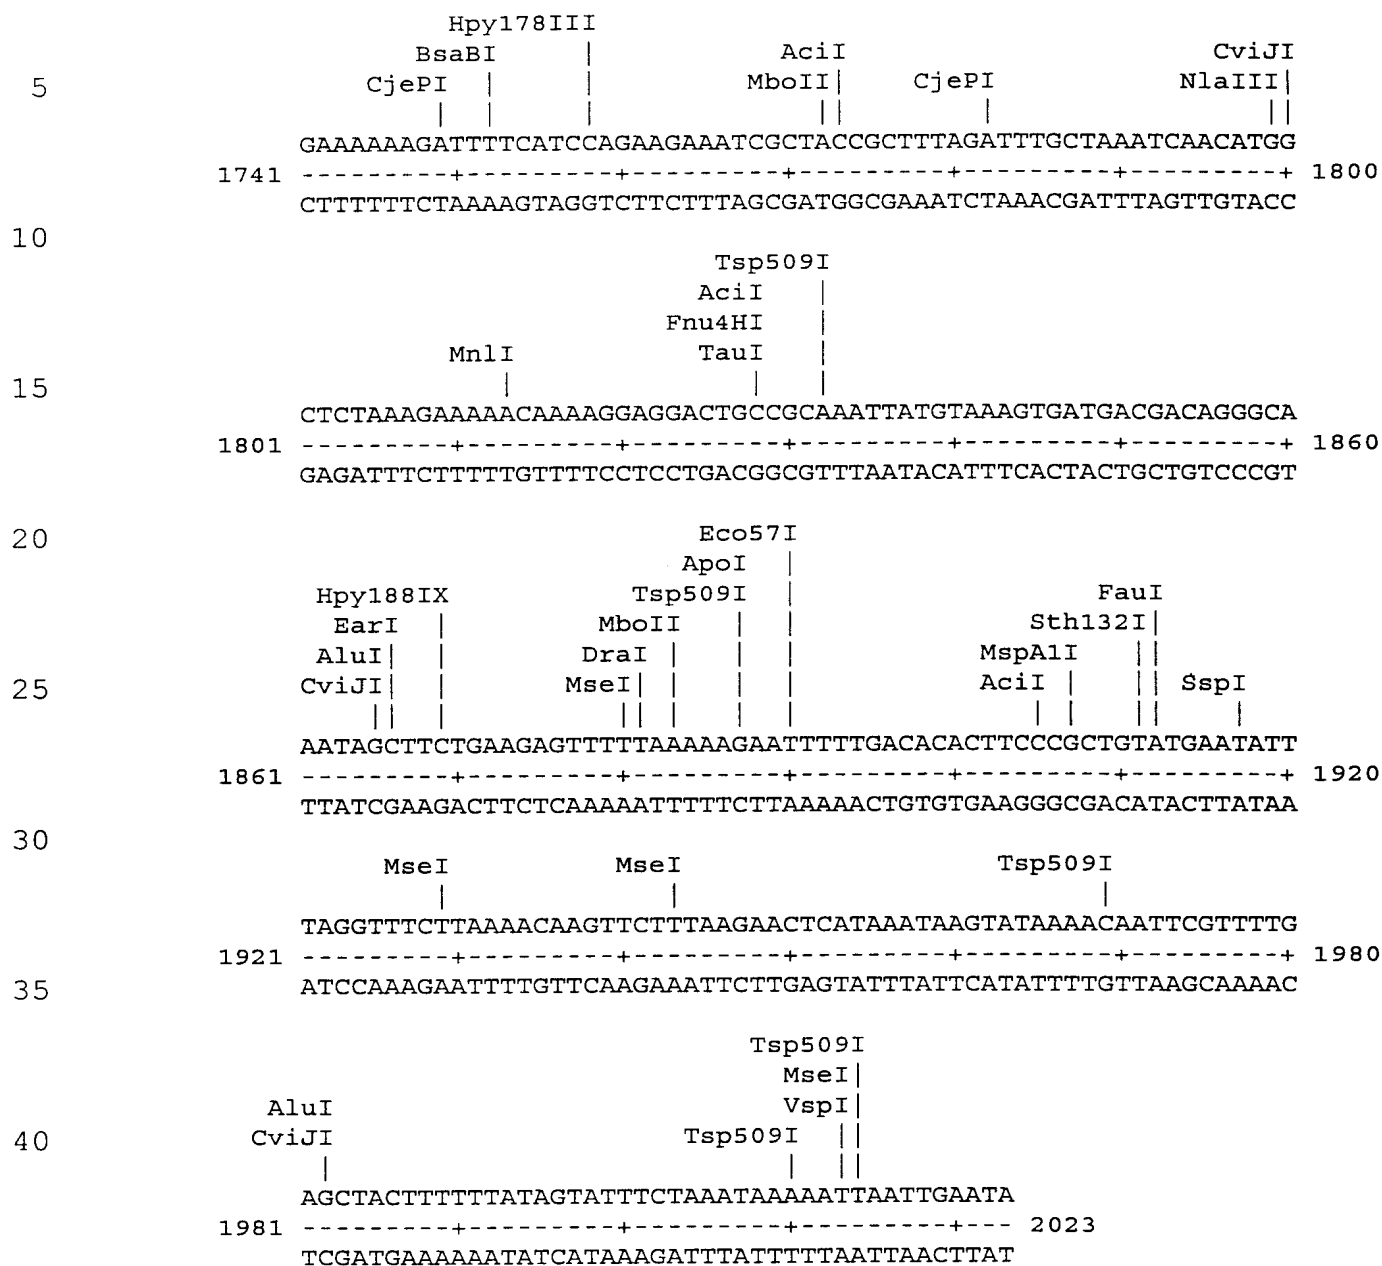 Hpy178III
BsaBI | AciI CviJI
5 CjePI | | MboII| CjePI NlaIII|
| | | || | ||
GAAAAAAGATTTTCATCCAGAAGAAATCGCTACCGCTTTAGATTTGCTAAATCAACATGG
1741 ---------+---------+---------+---------+---------+---------+ 1800
CTTTTTTCTAAAAGTAGGTCTTCTTTAGCGATGGCGAAATCTAAACGATTTAGTTGTACC
10
Tsp509I
AciI |
Fnu4HI |
MnlI TauI |
15 | | |
CTCTAAAGAAAAACAAAAGGAGGACTGCCGCAAATTATGTAAAGTGATGACGACAGGGCA
1801 ---------+---------+---------+---------+---------+---------+ 1860
GAGATTTCTTTTTGTTTTCCTCCTGACGGCGTTTAATACATTTCACTACTGCTGTCCCGT
20 Eco57I
ApoI |
Hpy188IX Tsp509I | FauI
EarI | MboII | | Sth132I|
AluI| | DraI | | | MspA1I ||
25 CviJI| | MseI| | | | AciI | || SspI
|| | || | | | | | || |
AATAGCTTCTGAAGAGTTTTTAAAAAGAATTTTTGACACACTTCCCGCTGTATGAATATT
1861 ---------+---------+---------+---------+---------+---------+ 1920
TTATCGAAGACTTCTCAAAAATTTTTCTTAAAAACTGTGTGAAGGGCGACATACTTATAA
30
MseI MseI Tsp509I
| | |
TAGGTTTCTTAAAACAAGTTCTTTAAGAACTCATAAATAAGTATAAAACAATTCGTTTTG
1921 ---------+---------+---------+---------+---------+---------+ 1980
35 ATCCAAAGAATTTTGTTCAAGAAATTCTTGAGTATTTATTCATATTTTGTTAAGCAAAAC
Tsp509I
MseI|
AluI VspI|
40 CviJI Tsp509I ||
| | ||
AGCTACTTTTTTATAGTATTTCTAAATAAAAATTAATTGAATA
1981 ---------+---------+---------+---------+--- 2023
TCGATGAAAAAATATCATAAAGATTTATTTTTAATTAACTTAT